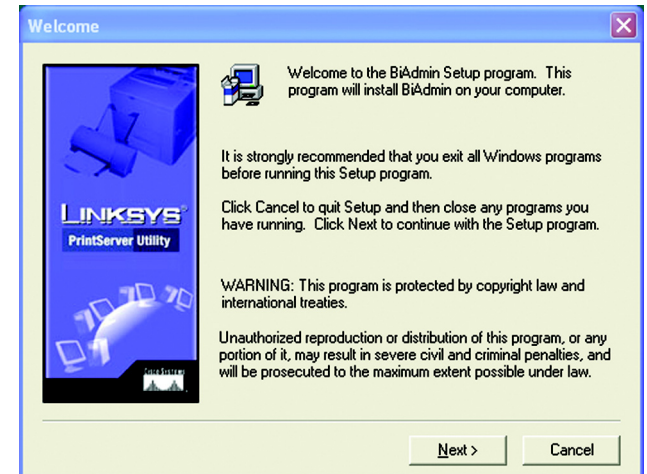 Welcome
Welcome to the BiAdmin Setup program.  This
program will install BiAdmin on your computer.
It is strongly recommended that you exit all Windows programs
before running this Setup program.
Click Cancel to quit Setup and then close any programs you
have running.  Click Next to continue with the Setup program.
LINKSYS®
PrintServer Utility
WARNING: This program is protected by copyright law and
international treaties.
Unauthorized reproduction or distribution of this program, or any
portion of it, may result in severe civil and criminal penalties, and
will be prosecuted to the maximum extent possible under law.
Cisco Systems
Next >
Cancel